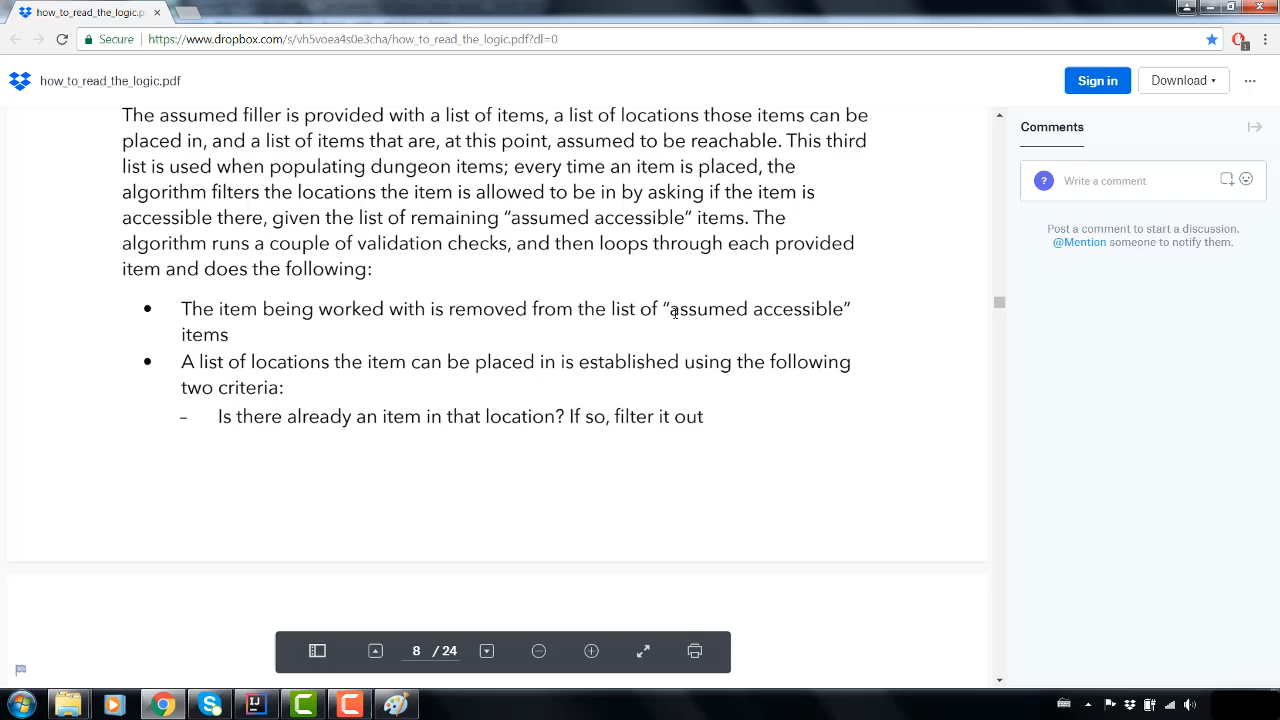 how_to_read_the_logic.p
Secure
https://www.dropbox.com/s/vh5voea4s0e3cha/how_to_read_the_logic.pdf?dl=0
1
how_to_read_the_logic.pdf
Sign in
Download
The assumed filler is provided with a list of items, a list of locations those items can be
placed in, and a list of items that are, at this point, assumed to be reachable. This third
list is used when populating dungeon items; every time an item is placed, the
algorithm filters the locations the item is allowed to be in by asking if the item is
accessible there, given the list of remaining “assumed accessible” items. The
algorithm runs a couple of validation checks, and then loops through each provided
item and does the following:
• The item being worked with is removed from the list of “assumed accessible”
items
• A list of locations the item can be placed in is established using the following
two criteria:
– Is there already an item in that location? If so, filter it out
Comments
? Write a comment
Post a comment to start a discussion.
@Mention someone to notify them.
8 / 24
IJ